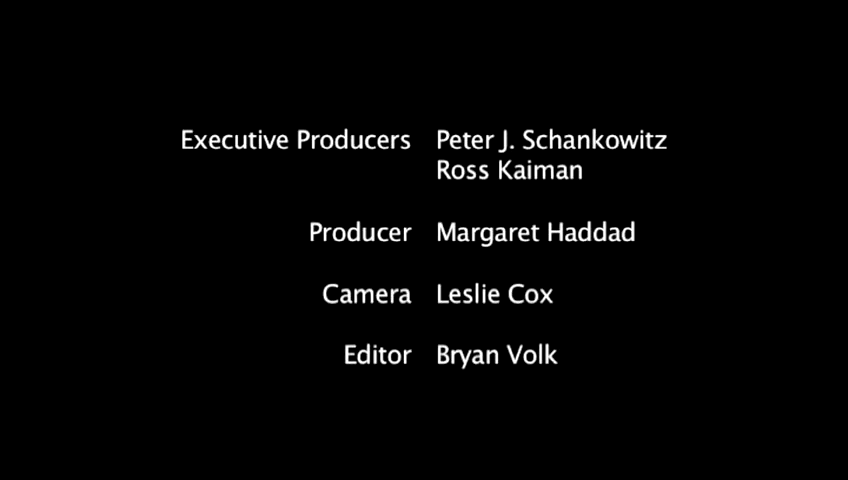 Executive Producers Peter J. Schankowitz
Ross Kaiman
Producer Margaret Haddad
Camera Leslie Cox
Editor Bryan Volk